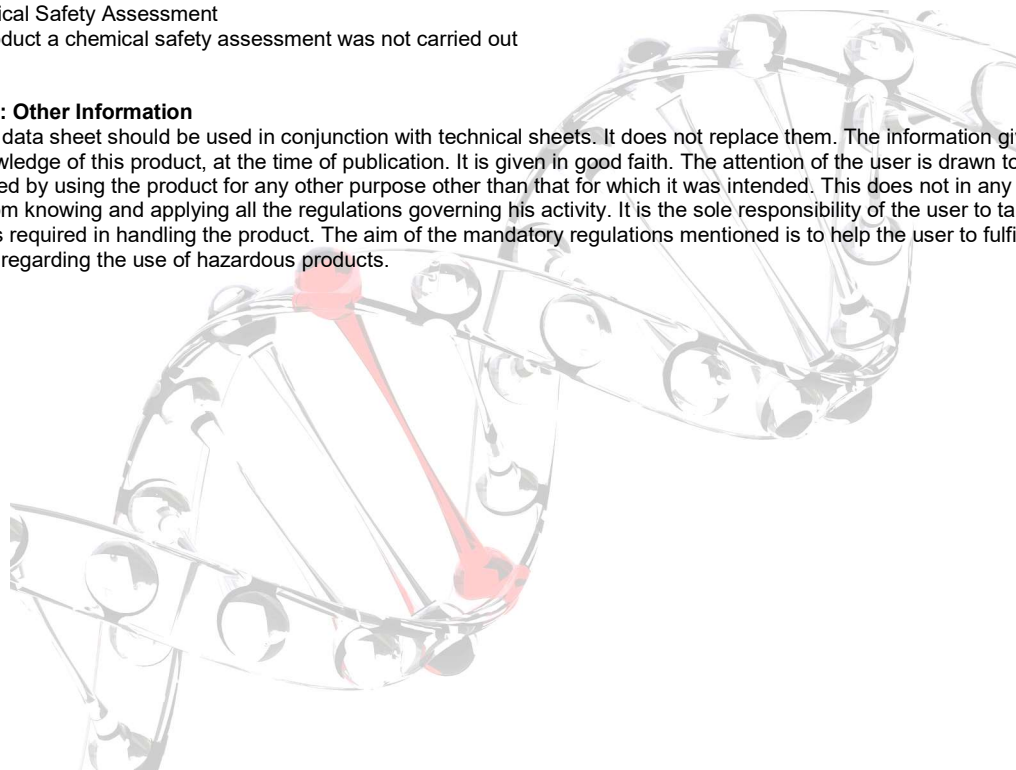 ical Safety Assessment
duct a chemical safety assessment was not carried out
: Other Information
data sheet should be used in conjunction with technical sheets. It does not replace them. The information gi
wledge of this product, at the time of publication. It is given in good faith. The attention of the user is drawn to
ed by using the product for any other purpose other than that for which it was intended. This does not in any
om knowing and applying all the regulations governing his activity. It is the sole responsibility of the user to ta
s required in handling the product. The aim of the mandatory regulations mentioned is to help the user to fulfi
regarding the use of hazardous products.